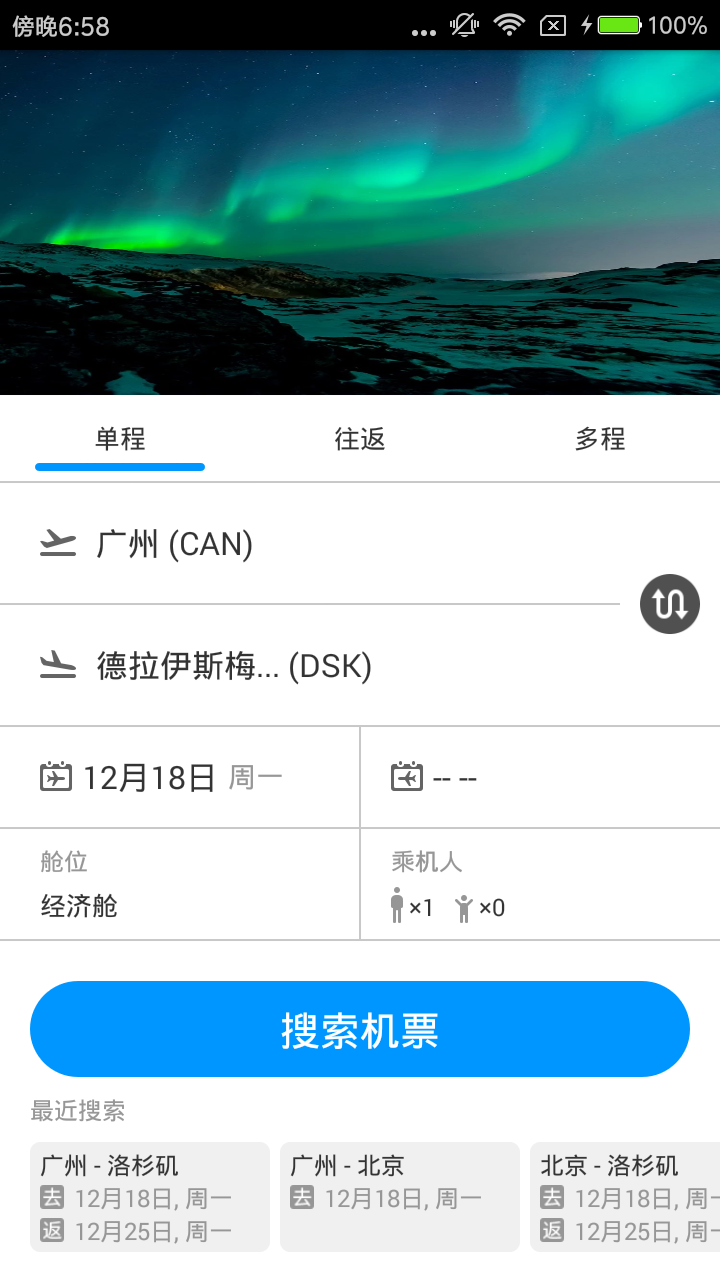 傍晚6:58 ... 100%
单程 往返 多程
广州 (CAN)
德拉伊斯梅... (DSK)
12月18日 周一 -- --
舱位 乘机人
经济舱 ×1 ×0
搜索机票
最近搜索
广州 - 洛杉矶
去 12月18日, 周一
返 12月25日, 周一
广州 - 北京
去 12月18日, 周一
北京 - 洛杉矶
去 12月18日, 周一
返 12月25日, 周一